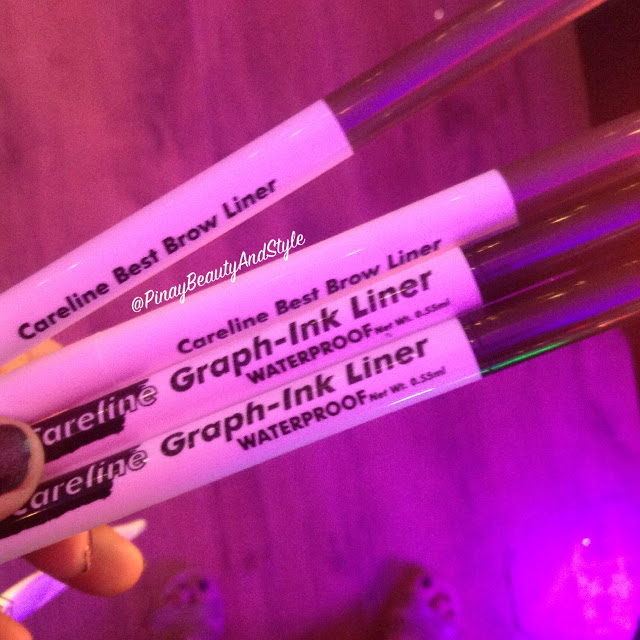 Careline Best Brow Liner
@PinayBeautyAndStyle
Careline Best Brow Liner
Careline Graph-Ink Liner
WATERPROOF Net Wt. 0.55ml
Careline Graph-Ink Liner
WATERPROOF Net Wt. 0.55ml